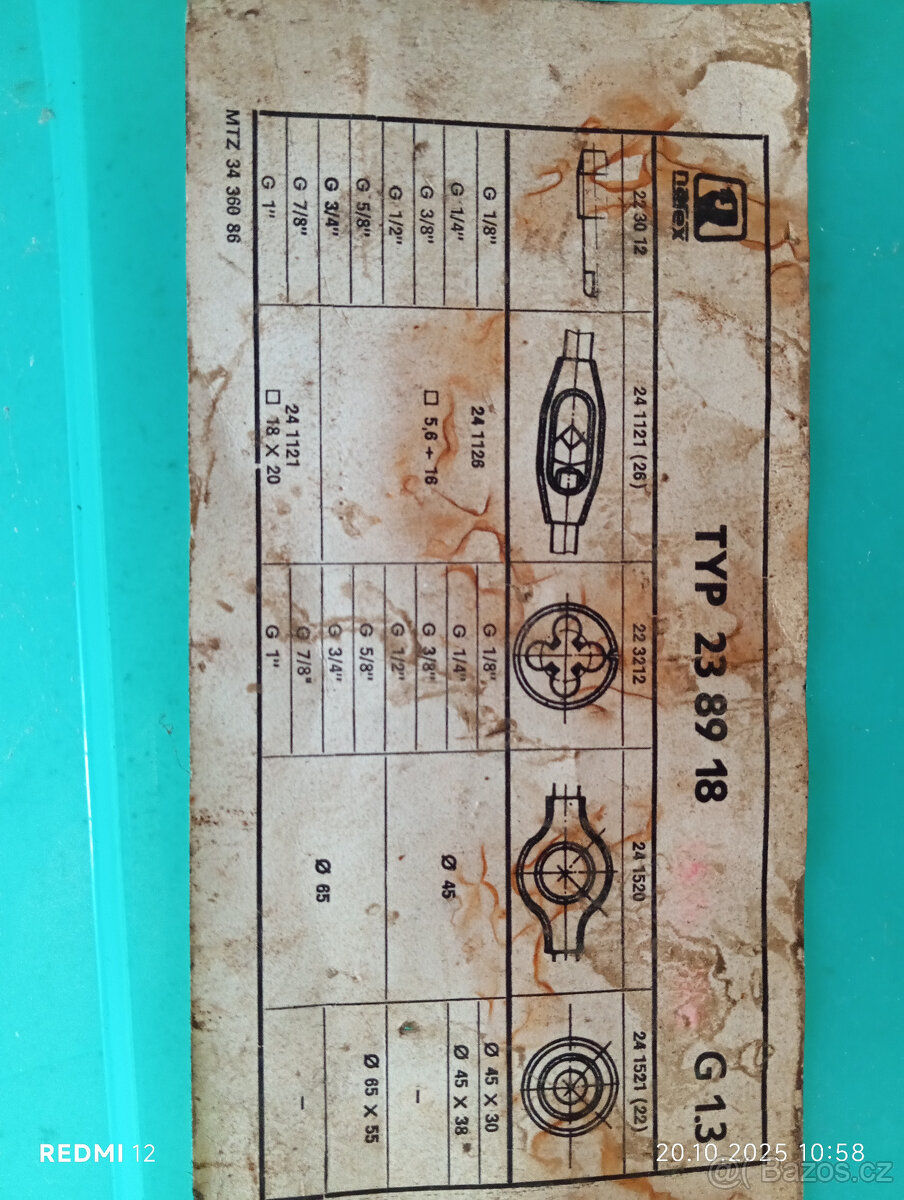 narex
TYP 23 89 18
G 1.3
22 30 12
24 1121 (26)
22 3212
24 1520
24 1521 (22)
G 1/8"
G 1/4"
G 3/8"
G 1/2"
G 5/8"
G 3/4"
G 7/8"
G 1"
24 1126
□ 5,6 ÷ 16
24 1121
□ 18 X 20
G 1/8"
G 1/4"
G 3/8"
G 1/2"
G 5/8"
G 3/4"
G 7/8"
G 1"
Ø 45
Ø 65
Ø 45 X 30
Ø 45 X 38
–
Ø 65 X 55
–
MTZ 34 360 86
REDMI 12
20.10.2025 10:58
Bazoš.cz